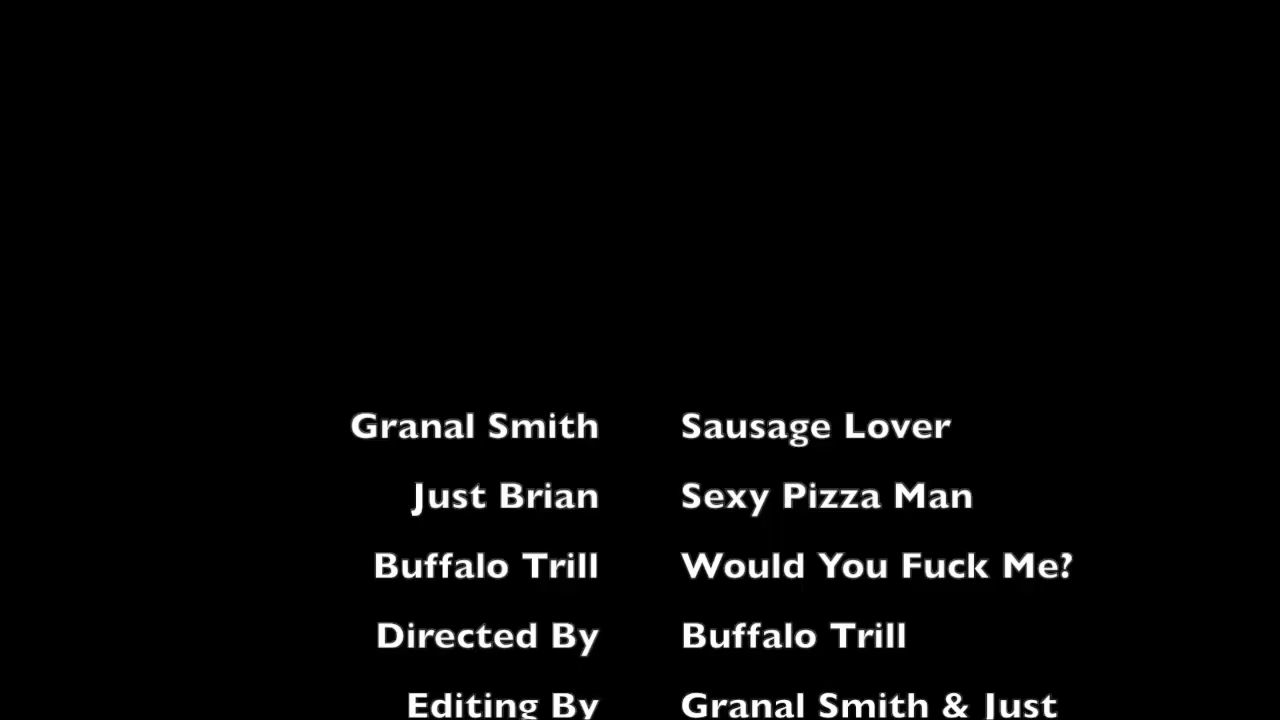 Granal Smith Sausage Lover
Just Brian Sexy Pizza Man
Buffalo Trill Would You Fuck Me?
Directed By Buffalo Trill
Editing By Granal Smith & Just